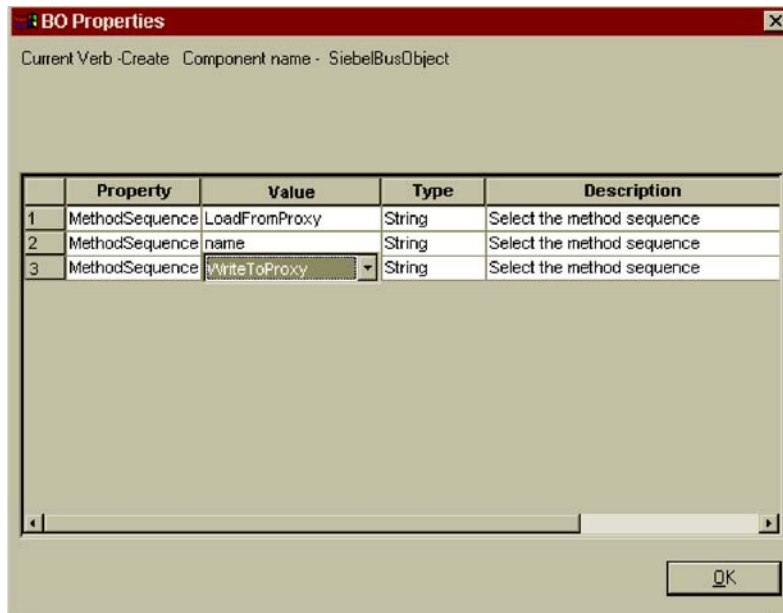 BO Properties
Current Verb -Create Component name - SiebelBusObject
Property Value Type Description
1 MethodSequence LoadFromProxy String Select the method sequence
2 MethodSequence name String Select the method sequence
3 MethodSequence WriteToProxy String Select the method sequence
OK